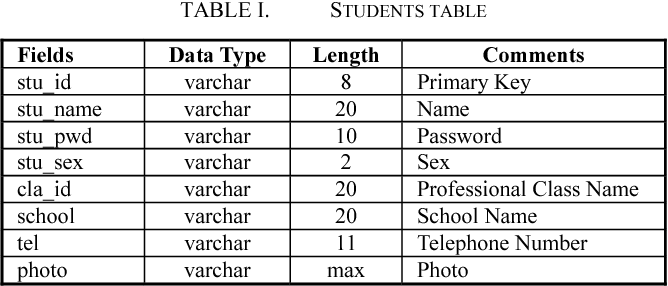 TABLE I. STUDENTS TABLE
Fields Data Type Length Comments
stu_id varchar 8 Primary Key
stu_name varchar 20 Name
stu_pwd varchar 10 Password
stu_sex varchar 2 Sex
cla_id varchar 20 Professional Class Name
school varchar 20 School Name
tel varchar 11 Telephone Number
photo varchar max Photo